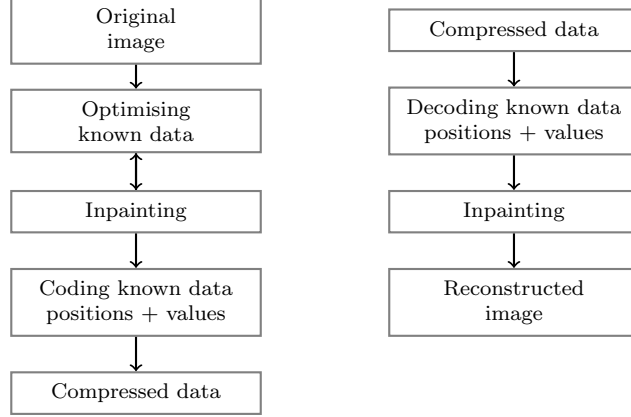 Original
image
Optimising
known data
Inpainting
Coding known data
positions + values
Compressed data
Compressed data
Decoding known data
positions + values
Inpainting
Reconstructed
image